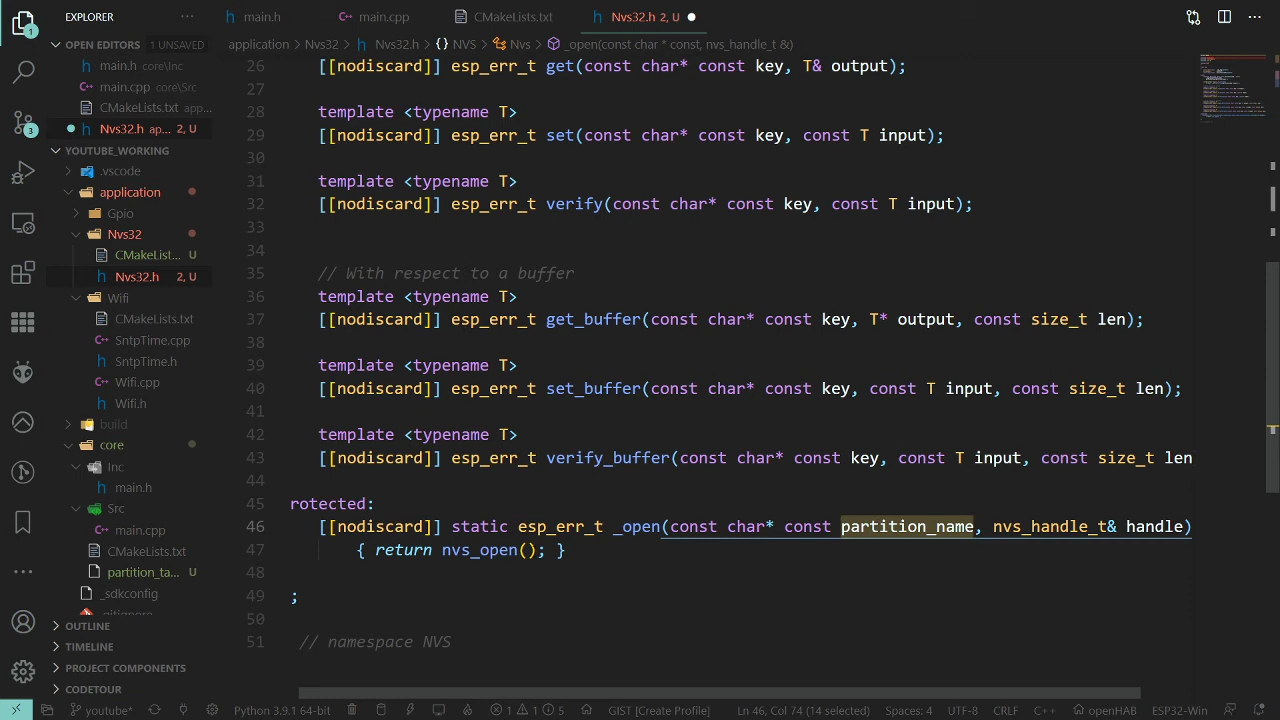 EXPLORER
main.h
main.cpp
CMakeLists.txt
Nvs32.h 2, U
OPEN EDITORS 1 UNSAVED
main.h core\Inc
main.cpp core\Src
CMakeLists.txt app...
Nvs32.h ap... 2, U
YOUTUBE_WORKING
.vscode
application
Gpio
Nvs32
CMakeList... U
Nvs32.h 2, U
Wifi
CMakeLists.txt
SntpTime.cpp
SntpTime.h
Wifi.cpp
Wifi.h
build
core
Inc
main.h
Src
main.cpp
CMakeLists.txt
partition_ta... U
_sdkconfig
.gitignore
OUTLINE
TIMELINE
PROJECT COMPONENTS
CODETOUR
application > Nvs32 > Nvs32.h > {} NVS > Nvs > _open(const char * const, nvs_handle_t &)
26 [[nodiscard]] esp_err_t get(const char* const key, T& output);
27
28 template <typename T>
29 [[nodiscard]] esp_err_t set(const char* const key, const T input);
30
31 template <typename T>
32 [[nodiscard]] esp_err_t verify(const char* const key, const T input);
33
34
35 // With respect to a buffer
36 template <typename T>
37 [[nodiscard]] esp_err_t get_buffer(const char* const key, T* output, const size_t len);
38
39 template <typename T>
40 [[nodiscard]] esp_err_t set_buffer(const char* const key, const T input, const size_t len);
41
42 template <typename T>
43 [[nodiscard]] esp_err_t verify_buffer(const char* const key, const T input, const size_t len
44
45 rotected:
46 [[nodiscard]] static esp_err_t _open(const char* const partition_name, nvs_handle_t& handle)
47 { return nvs_open(); }
48
49 ;
50
51 // namespace NVS
youtube* Python 3.9.1 64-bit 1 1 5 GIST [Create Profile] Ln 46, Col 74 (14 selected) Spaces: 4 UTF-8 CRLF C++ openHAB ESP32-Win